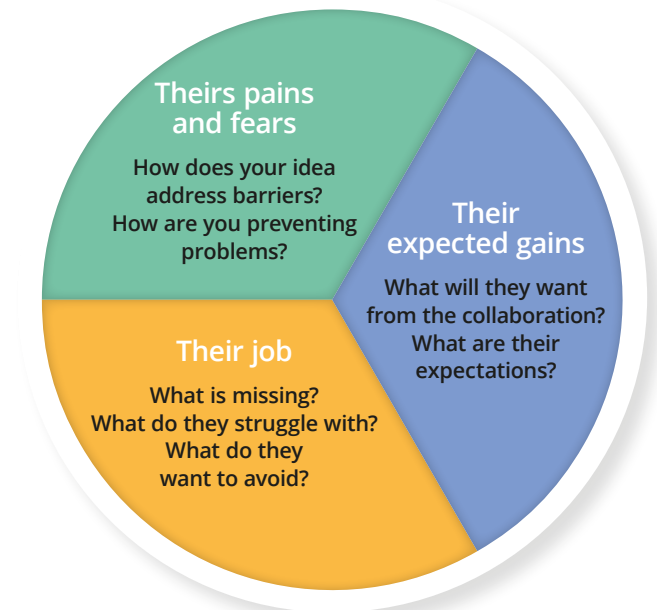 Theirs pains
and fears
How does your idea
address barriers?
How are you preventing
problems?
Their
expected gains
What will they want
from the collaboration?
What are their
expectations?
Their job
What is missing?
What do they struggle with?
What do they
want to avoid?